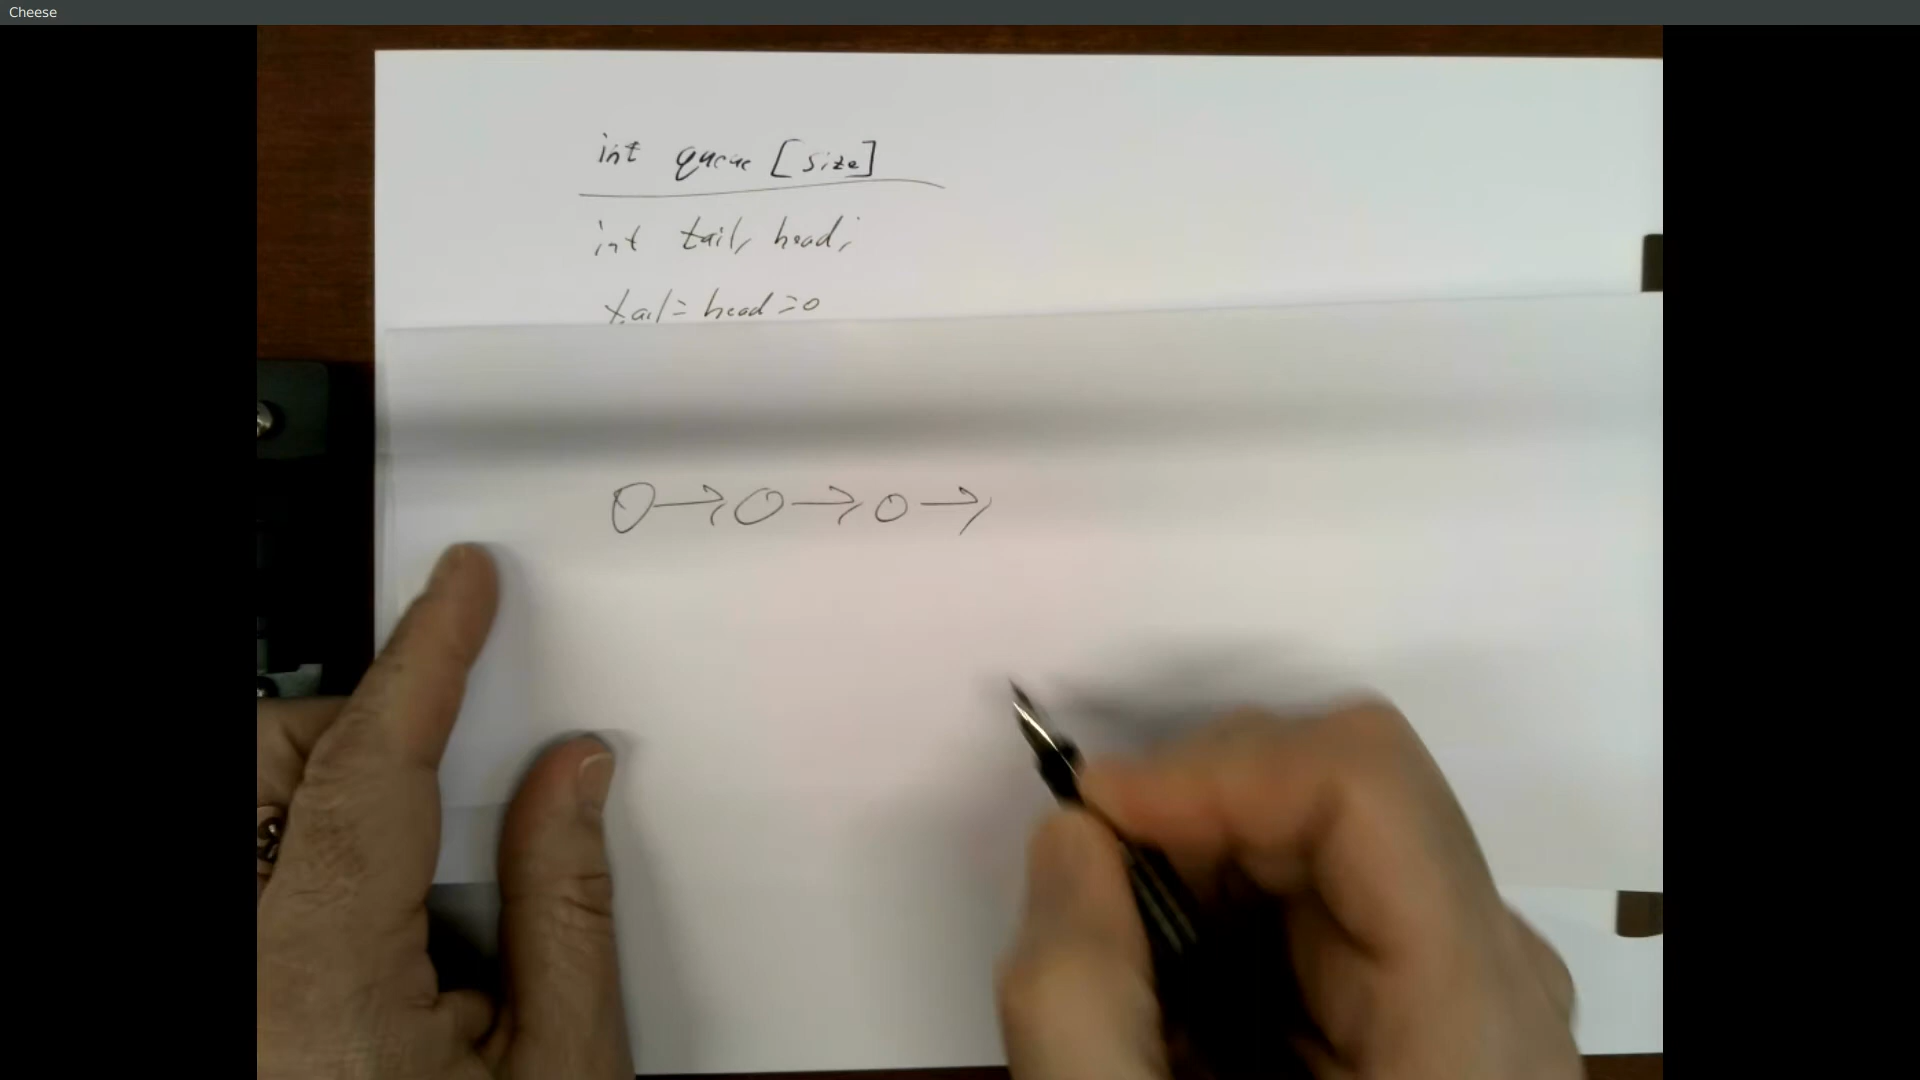 Cheese
int queue [size]
int tail, head;
tail = head = 0